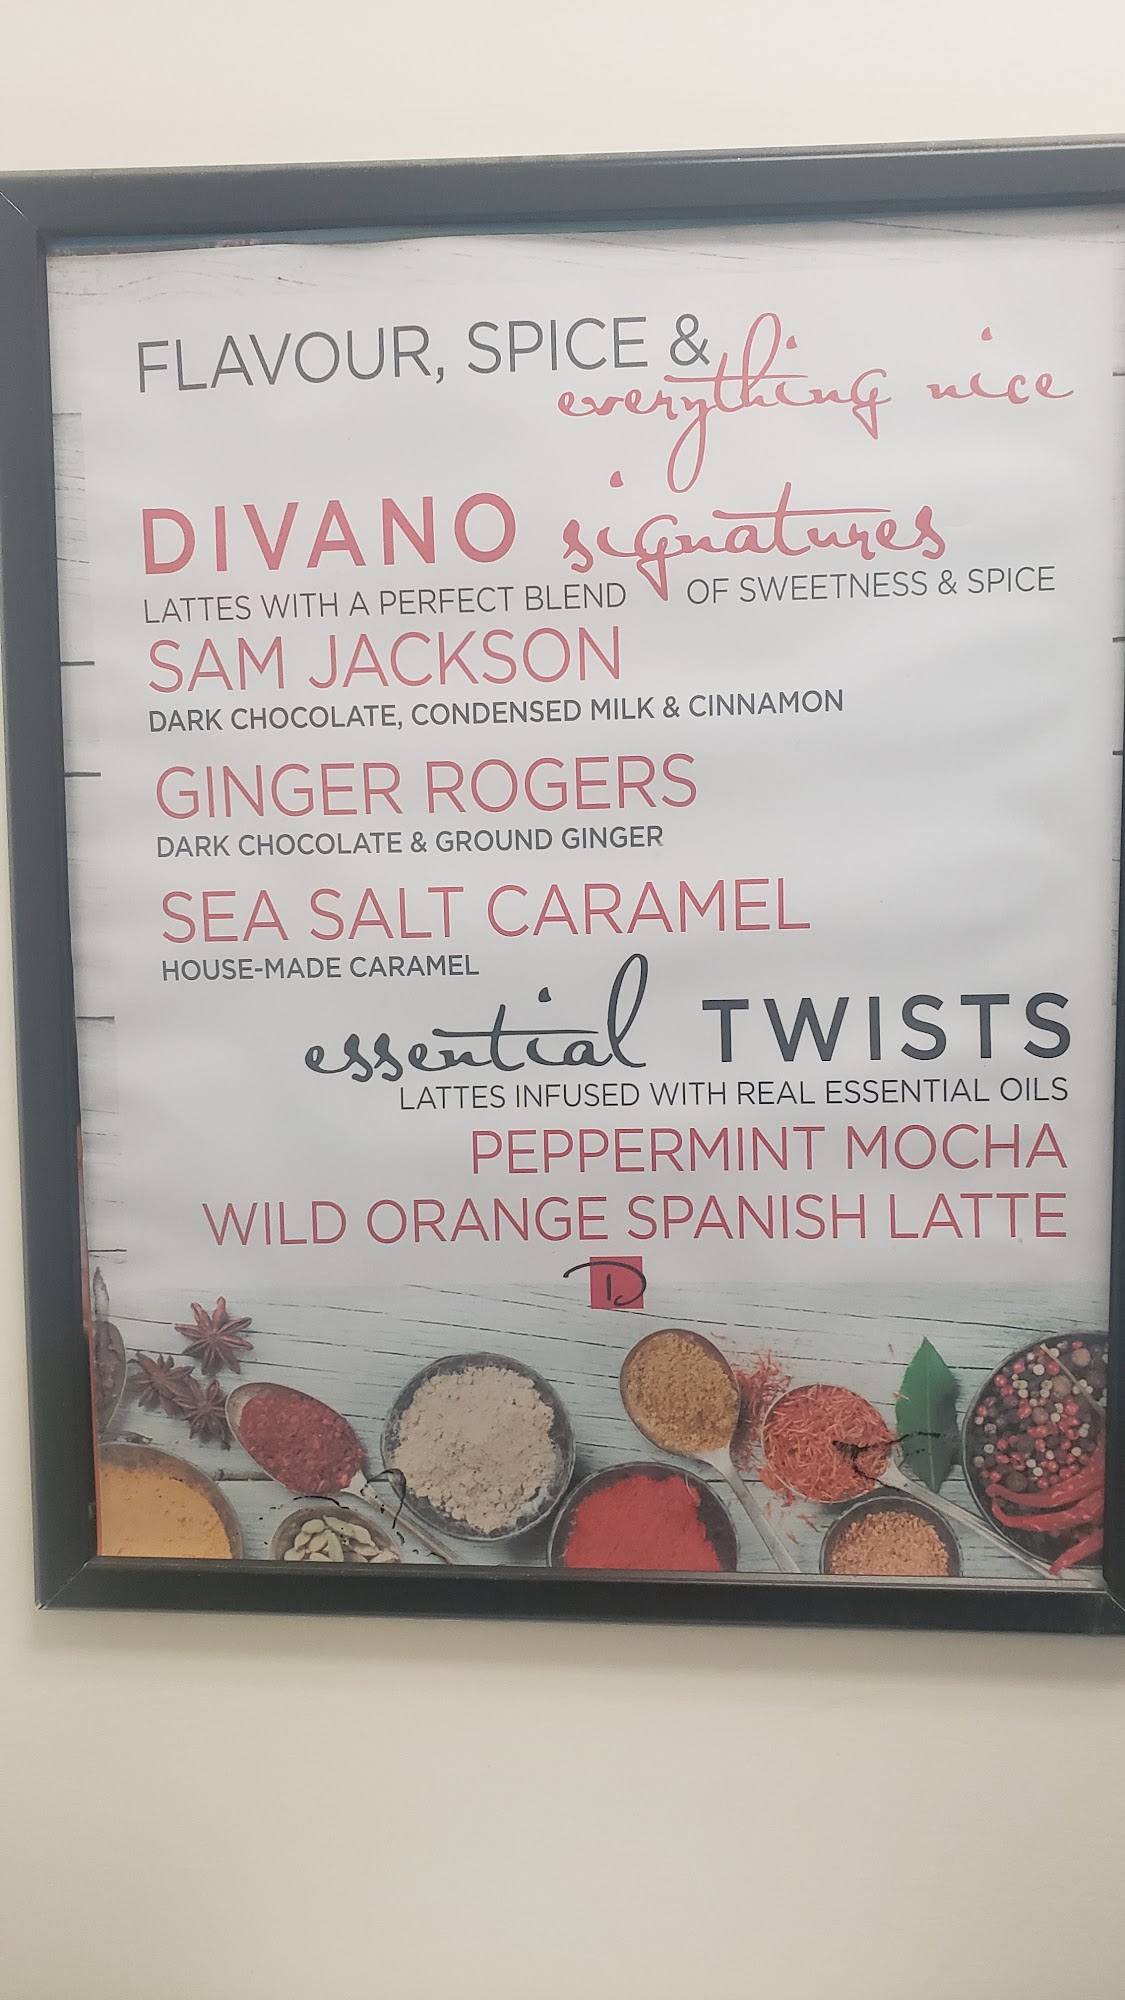 FLAVOUR, SPICE &
everything nice
DIVANO signatures
LATTES WITH A PERFECT BLEND OF SWEETNESS & SPICE
SAM JACKSON
DARK CHOCOLATE, CONDENSED MILK & CINNAMON
GINGER ROGERS
DARK CHOCOLATE & GROUND GINGER
SEA SALT CARAMEL
HOUSE-MADE CARAMEL
essential TWISTS
LATTES INFUSED WITH REAL ESSENTIAL OILS
PEPPERMINT MOCHA
WILD ORANGE SPANISH LATTE
D